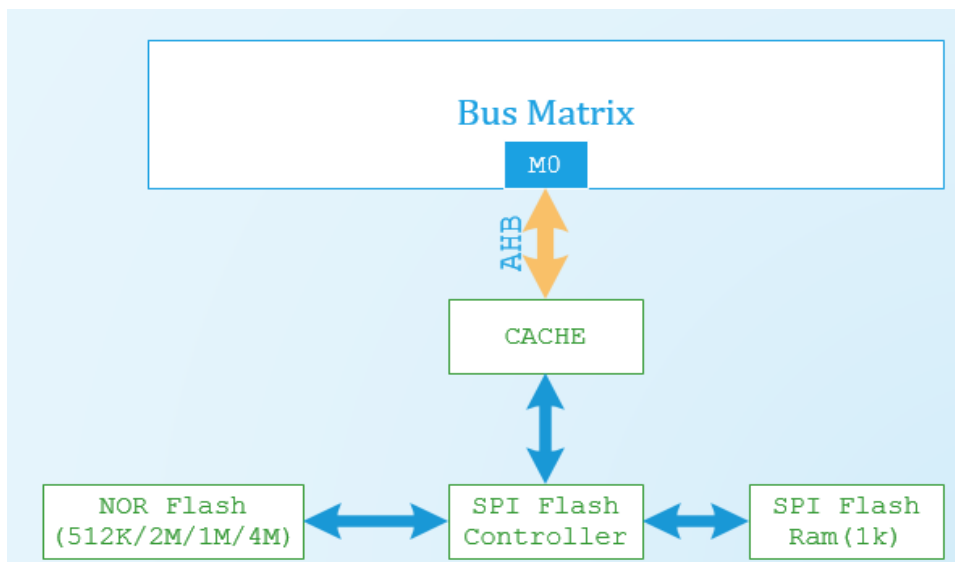 Bus Matrix
M0
AHB
CACHE
NOR Flash
(512K/2M/1M/4M)
SPI Flash
Controller
SPI Flash
Ram(1k)